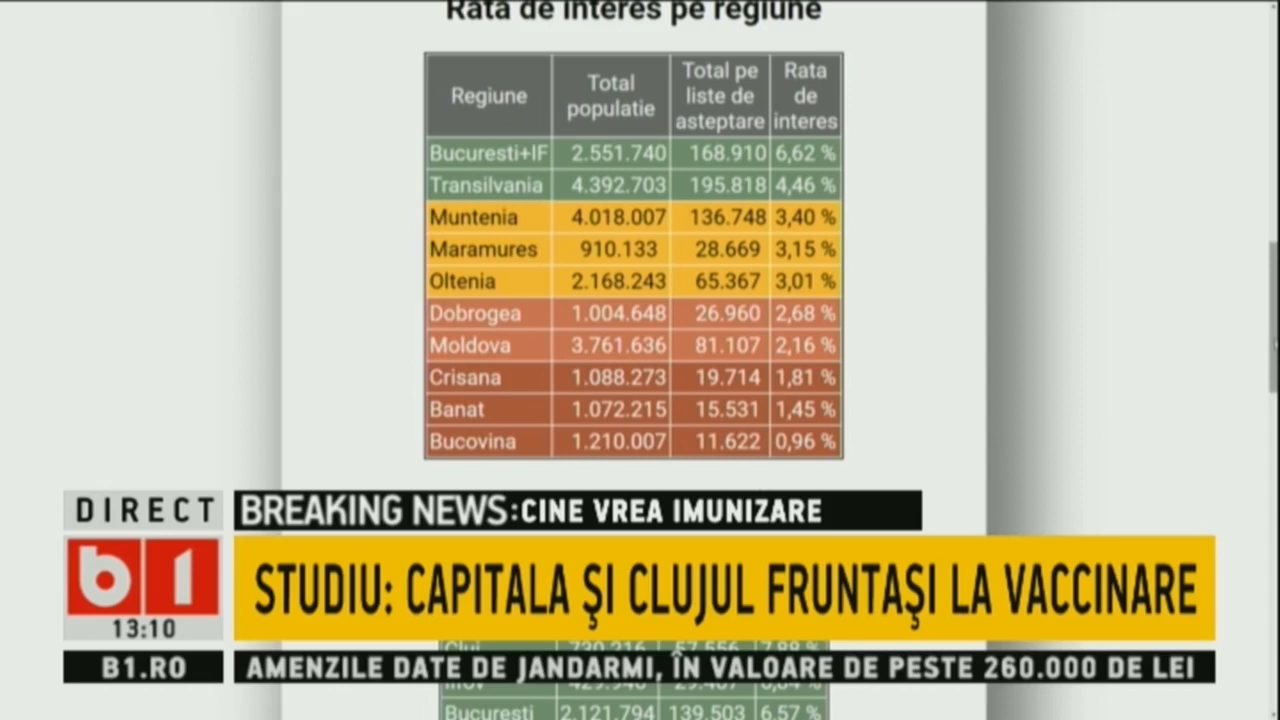 Rata de interes pe regiune
Regiune Total populatie Total pe liste de asteptare Rata de interes
Bucuresti+IF 2.551.740 168.910 6,62 %
Transilvania 4.392.703 195.818 4,46 %
Muntenia 4.018.007 136.748 3,40 %
Maramures 910.133 28.669 3,15 %
Oltenia 2.168.243 65.367 3,01 %
Dobrogea 1.004.648 26.960 2,68 %
Moldova 3.761.636 81.107 2,16 %
Crisana 1.088.273 19.714 1,81 %
Banat 1.072.215 15.531 1,45 %
Bucovina 1.210.007 11.622 0,96 %
DIRECT BREAKING NEWS: CINE VREA IMUNIZARE
b1 STUDIU: CAPITALA ŞI CLUJUL FRUNTAŞI LA VACCINARE
13:10
Cluj
B1.RO AMENZILE DATE DE JANDARMI, ÎN VALOARE DE PESTE 260.000 DE LEI
Bucuresti 2.121.794 139.503 6,57 %